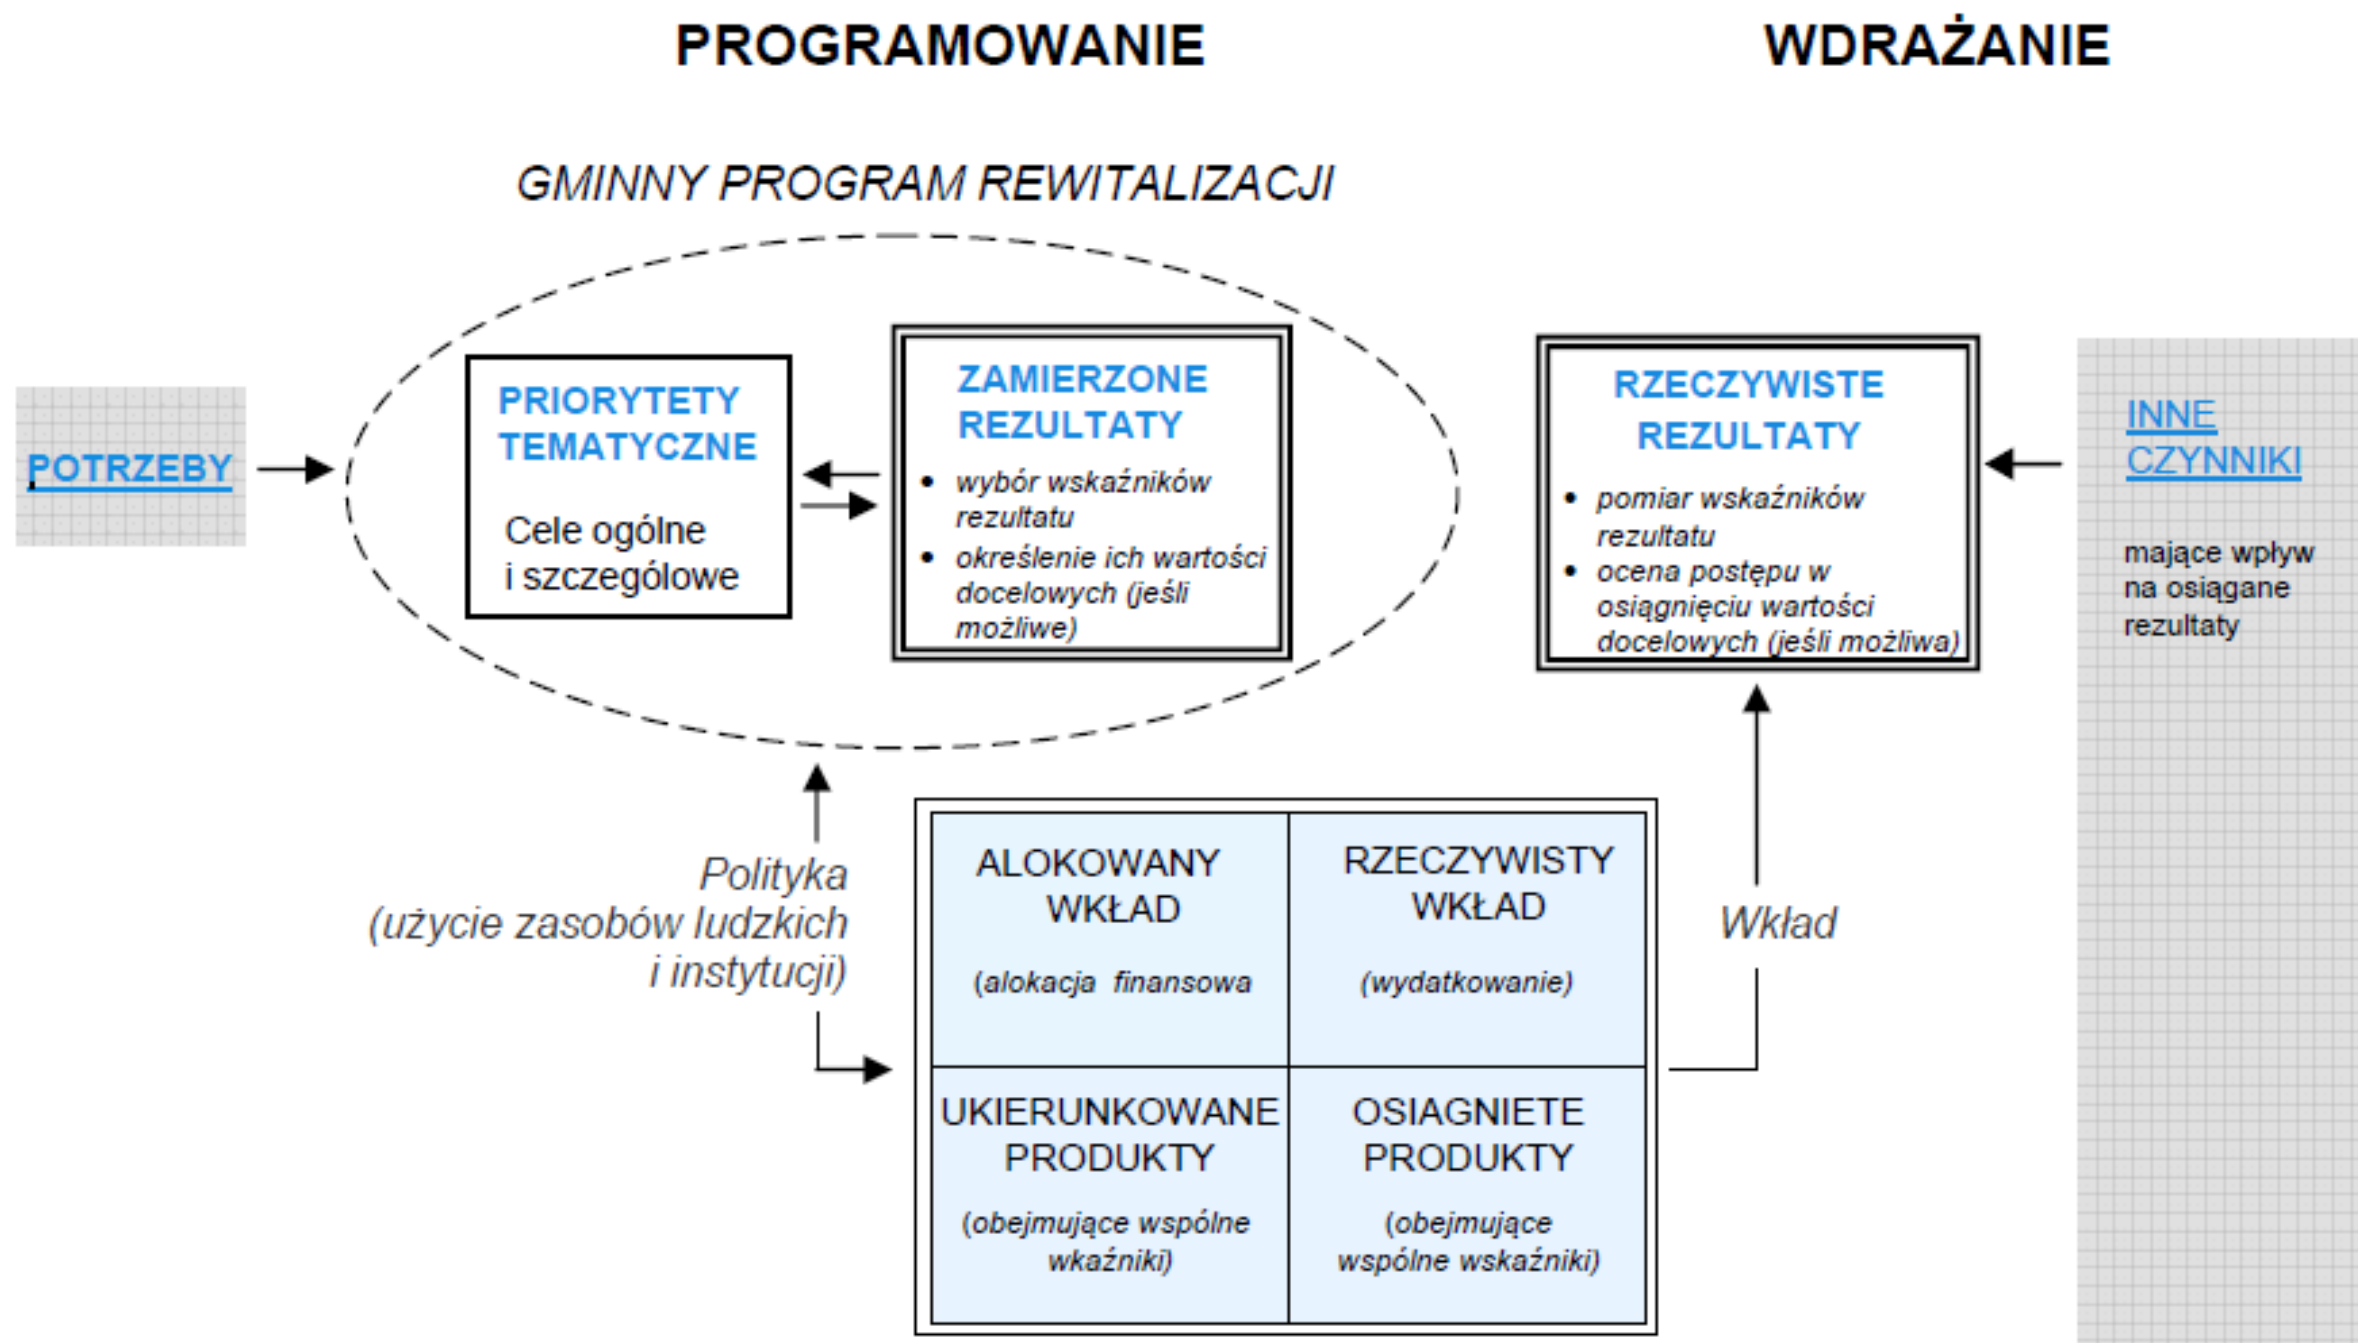 PROGRAMOWANIE
WDRAŻANIE
GMINNY PROGRAM REWITALIZACJI
POTRZEBY
PRIORYTETY
TEMATYCZNE
Cele ogólne
i szczegółowe
ZAMIERZONE
REZULTATY
• wybór wskaźników
rezultatu
• określenie ich wartości
docelowych (jeśli
możliwe)
RZECZYWISTE
REZULTATY
• pomiar wskaźników
rezultatu
• ocena postępu w
osiągnięciu wartości
docelowych (jeśli możliwa)
INNE
CZYNNIKI
mające wpływ
na osiągane
rezultaty
Polityka
(użycie zasobów ludzkich
i instytucji)
ALOKOWANY
WKŁAD
(alokacja finansowa
RZECZYWISTY
WKŁAD
(wydatkowanie)
Wkład
UKIERUNKOWANE
PRODUKTY
(obejmujące wspólne
wkaźniki)
OSIAGNIETE
PRODUKTY
(obejmujące
wspólne wskaźniki)